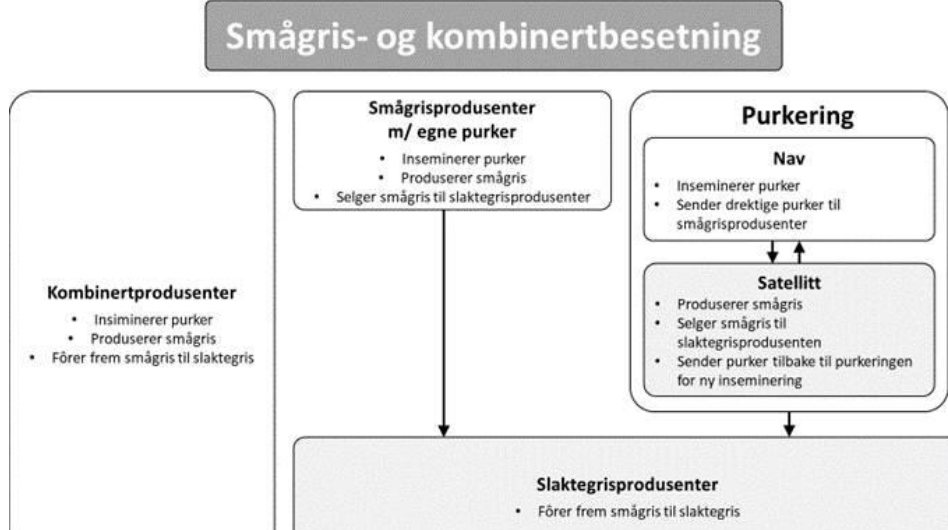 Smågris- og kombinertbesetning
Kombinertprodusenter
• Insiminerer purker
• Produserer smågris
• Fôrer frem smågris til slaktegris
Smågrisprodusenter
m/ egne purker
• Inseminerer purker
• Produserer smågris
• Selger smågris til slaktegrisprodusenter
Purkering
Nav
• Inseminerer purker
• Sender drektige purker til
smågrisprodusenter
Satellitt
• Produserer smågris
• Selger smågris til
slaktegrisprodusenten
• Sender purker tilbake til purkeringen
for ny inseminering
Slaktegrisprodusenter
• Fôrer frem smågris til slaktegris